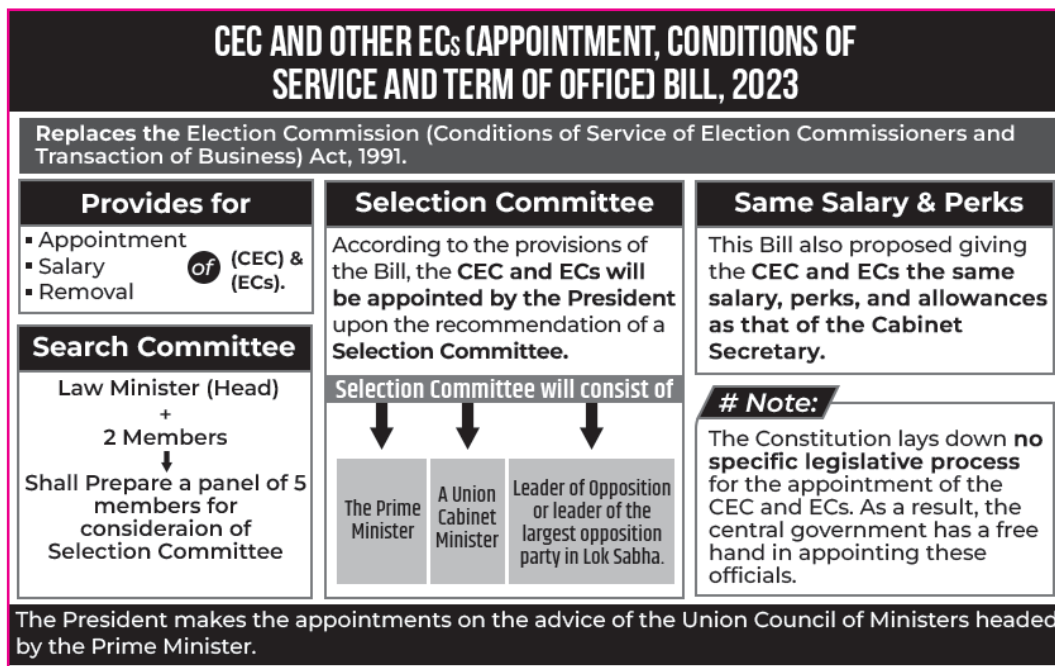 CEC AND OTHER ECs (APPOINTMENT, CONDITIONS OF
SERVICE AND TERM OF OFFICE) BILL, 2023
Replaces the Election Commission (Conditions of Service of Election Commissioners and
Transaction of Business) Act, 1991.
Provides for
▪ Appointment
▪ Salary
▪ Removal
of
(CEC) &
(ECs).
Search Committee
Law Minister (Head)
+
2 Members
Shall Prepare a panel of 5
members for
consideraion of
Selection Committee
Selection Committee
According to the provisions of
the Bill, the CEC and ECs will
be appointed by the President
upon the recommendation of a
Selection Committee.
Selection Committee will consist of
The Prime
Minister
A Union
Cabinet
Minister
Leader of Opposition
or leader of the
largest opposition
party in Lok Sabha.
Same Salary & Perks
This Bill also proposed giving
the CEC and ECs the same
salary, perks, and allowances
as that of the Cabinet
Secretary.
# Note:
The Constitution lays down no
specific legislative process
for the appointment of the
CEC and ECs. As a result, the
central government has a free
hand in appointing these
officials.
The President makes the appointments on the advice of the Union Council of Ministers headed
by the Prime Minister.